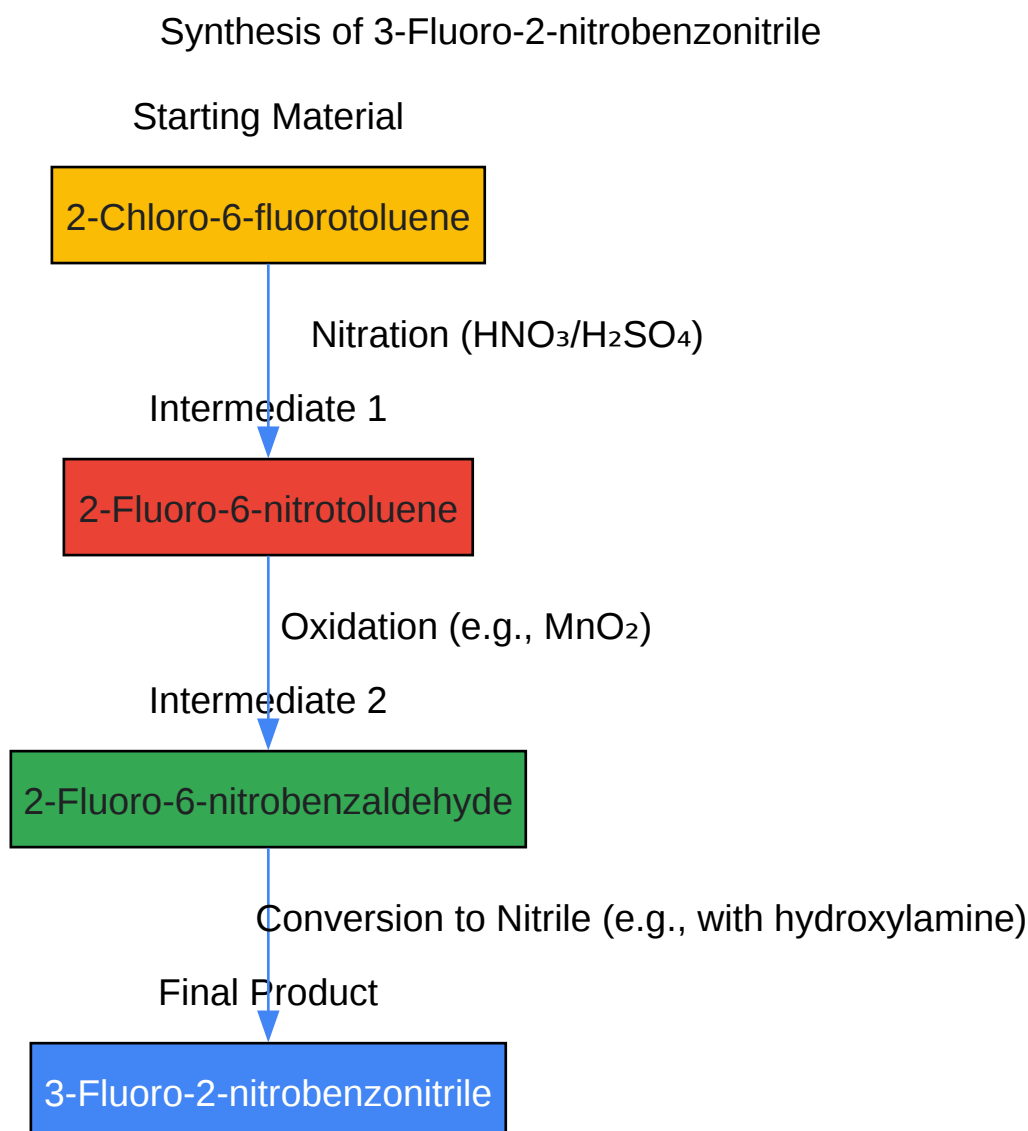 Synthesis of 3-Fluoro-2-nitrobenzonitrile
Starting Material
2-Chloro-6-fluorotoluene
Nitration (HNO₃/H₂SO₄)
Intermediate 1
2-Fluoro-6-nitrotoluene
Oxidation (e.g., MnO₂)
Intermediate 2
2-Fluoro-6-nitrobenzaldehyde
Conversion to Nitrile (e.g., with hydroxylamine)
Final Product
3-Fluoro-2-nitrobenzonitrile